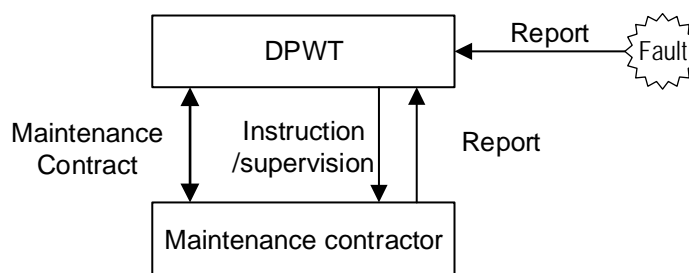 Report
DPWT
Fault
Maintenance
Contract
Instruction
/supervision
Report
Maintenance contractor